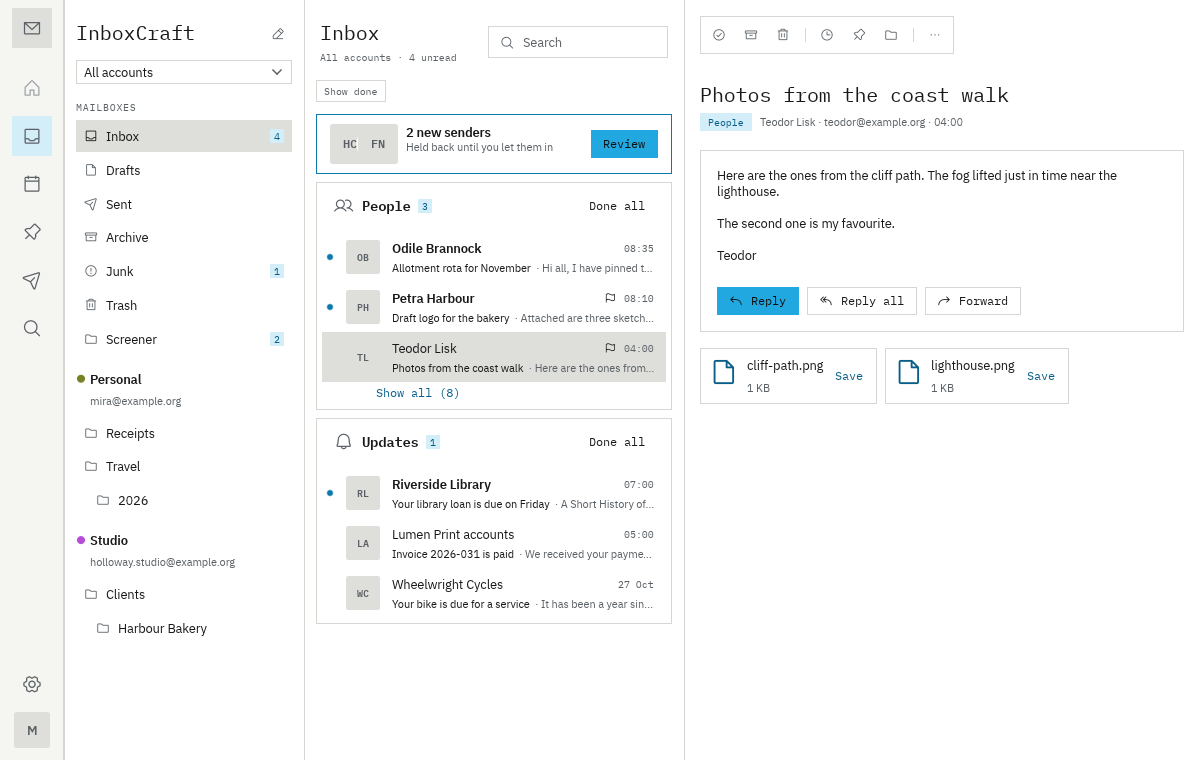 InboxCraft
All accounts
MAILBOXES
Inbox 4
Drafts
Sent
Archive
Junk 1
Trash
Screener 2
Personal
mira@example.org
Receipts
Travel
2026
Studio
holloway.studio@example.org
Clients
Harbour Bakery
M
Inbox
All accounts · 4 unread
Search
Show done
HC FN
2 new senders
Held back until you let them in
Review
People 3
Done all
OB
Odile Brannock 08:35
Allotment rota for November · Hi all, I have pinned t…
PH
Petra Harbour 08:10
Draft logo for the bakery · Attached are three sketch…
TL
Teodor Lisk 04:00
Photos from the coast walk · Here are the ones from…
Show all (8)
Updates 1
Done all
RL
Riverside Library 07:00
Your library loan is due on Friday · A Short History of…
LA
Lumen Print accounts 05:00
Invoice 2026-031 is paid · We received your payme…
WC
Wheelwright Cycles 27 Oct
Your bike is due for a service · It has been a year sin…
Photos from the coast walk
People Teodor Lisk · teodor@example.org · 04:00
Here are the ones from the cliff path. The fog lifted just in time near the
lighthouse.
The second one is my favourite.
Teodor
Reply Reply all Forward
cliff-path.png
1 KB
Save
lighthouse.png
1 KB
Save